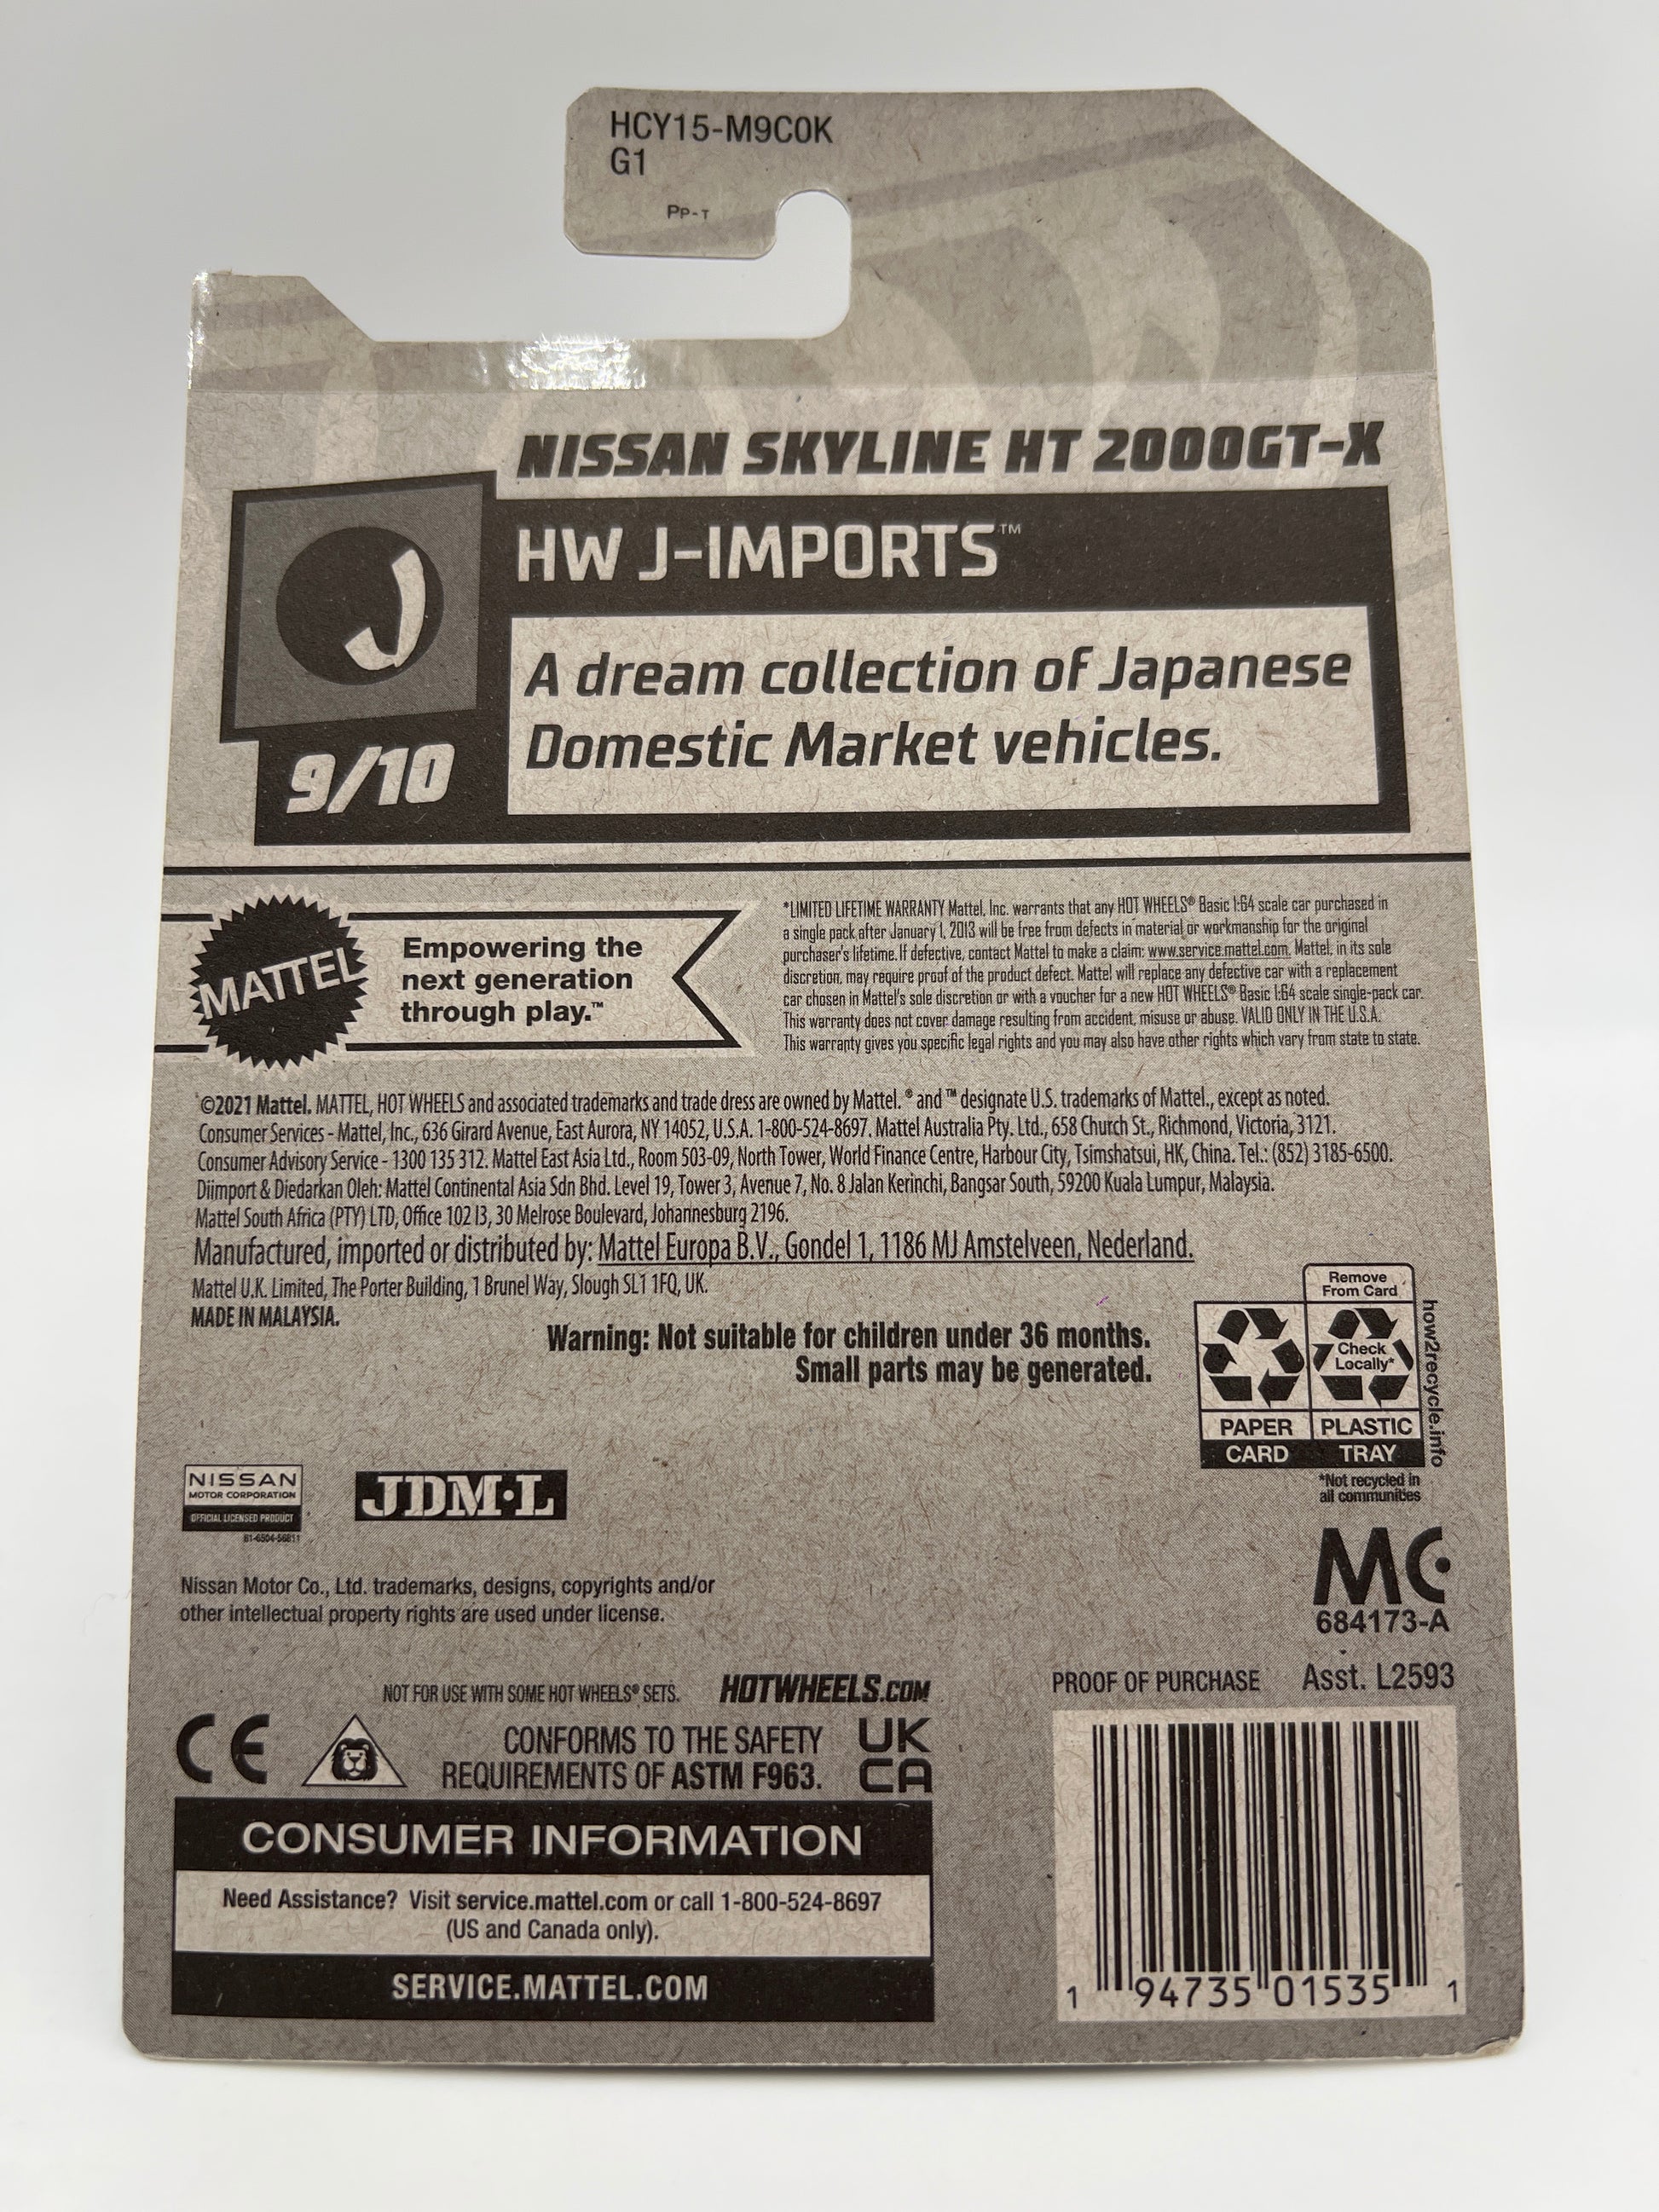 HCY15-M9C0K
G1
PP-T
NISSAN SKYLINE HT 2000GT-X
J
HW J-IMPORTS™
A dream collection of Japanese
Domestic Market vehicles.
9/10
MATTEL
Empowering the
next generation
through play.™
*LIMITED LIFETIME WARRANTY Mattel, Inc. warrants that any HOT WHEELS® Basic 1:64 scale car purchased in
a single pack after January 1, 2013 will be free from defects in material or workmanship for the original
purchaser's lifetime. If defective, contact Mattel to make a claim: www.service.mattel.com. Mattel, in its sole
discretion, may require proof of the product defect. Mattel will replace any defective car with a replacement
car chosen in Mattel's sole discretion or with a voucher for a new HOT WHEELS® Basic 1:64 scale single-pack car.
This warranty does not cover damage resulting from accident, misuse or abuse. VALID ONLY IN THE U.S.A.
This warranty gives you specific legal rights and you may also have other rights which vary from state to state.
©2021 Mattel. MATTEL, HOT WHEELS and associated trademarks and trade dress are owned by Mattel. ® and ™ designate U.S. trademarks of Mattel., except as noted.
Consumer Services - Mattel, Inc., 636 Girard Avenue, East Aurora, NY 14052, U.S.A. 1-800-524-8697. Mattel Australia Pty. Ltd., 658 Church St., Richmond, Victoria, 3121.
Consumer Advisory Service - 1300 135 312. Mattel East Asia Ltd., Room 503-09, North Tower, World Finance Centre, Harbour City, Tsimshatsui, HK, China. Tel.: (852) 3185-6500.
Diimport & Diedarkan Oleh: Mattel Continental Asia Sdn Bhd. Level 19, Tower 3, Avenue 7, No. 8 Jalan Kerinchi, Bangsar South, 59200 Kuala Lumpur, Malaysia.
Mattel South Africa (PTY) LTD, Office 102 I3, 30 Melrose Boulevard, Johannesburg 2196.
Manufactured, imported or distributed by: Mattel Europa B.V., Gondel 1, 1186 MJ Amstelveen, Nederland.
Mattel U.K. Limited, The Porter Building, 1 Brunel Way, Slough SL1 1FQ, UK.
MADE IN MALAYSIA.
Warning: Not suitable for children under 36 months.
Small parts may be generated.
Remove
From Card
Check
Locally*
PAPER
CARD
PLASTIC
TRAY
how2recycle.info
*Not recycled in
all communities
NISSAN
MOTOR CORPORATION
OFFICIAL LICENSED PRODUCT
61-6504-56811
JDM·L
Nissan Motor Co., Ltd. trademarks, designs, copyrights and/or
other intellectual property rights are used under license.
MC
684173-A
NOT FOR USE WITH SOME HOT WHEELS® SETS.
HOTWHEELS.COM
PROOF OF PURCHASE
Asst. L2593
CE
CONFORMS TO THE SAFETY
REQUIREMENTS OF ASTM F963.
UK
CA
CONSUMER INFORMATION
Need Assistance? Visit service.mattel.com or call 1-800-524-8697
(US and Canada only).
SERVICE.MATTEL.COM
1 94735 01535 1